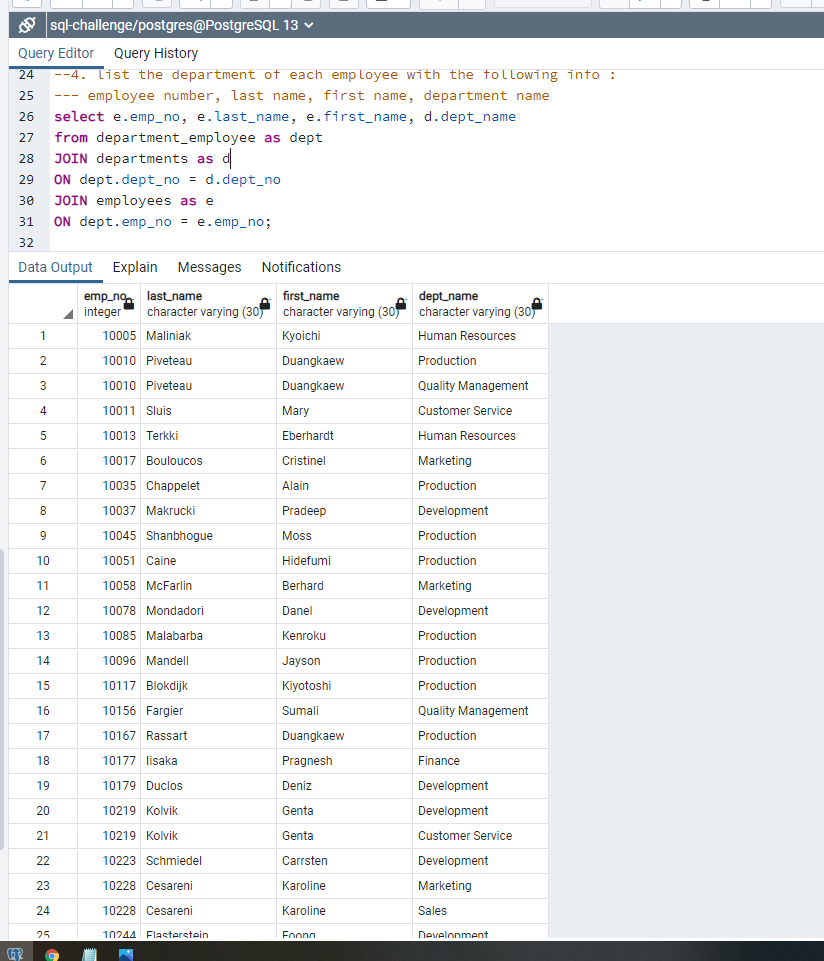 sql-challenge/postgres@PostgreSQL 13
Query Editor Query History
24 --4. list the department of each employee with the following info :
25 --- employee number, last name, first name, department name
26 select e.emp_no, e.last_name, e.first_name, d.dept_name
27 from department_employee as dept
28 JOIN departments as d
29 ON dept.dept_no = d.dept_no
30 JOIN employees as e
31 ON dept.emp_no = e.emp_no;
32
Data Output Explain Messages Notifications
emp_no last_name first_name dept_name
integer character varying (30) character varying (30) character varying (30)
1 10005 Maliniak Kyoichi Human Resources
2 10010 Piveteau Duangkaew Production
3 10010 Piveteau Duangkaew Quality Management
4 10011 Sluis Mary Customer Service
5 10013 Terkki Eberhardt Human Resources
6 10017 Bouloucos Cristinel Marketing
7 10035 Chappelet Alain Production
8 10037 Makrucki Pradeep Development
9 10045 Shanbhogue Moss Production
10 10051 Caine Hidefumi Production
11 10058 McFarlin Berhard Marketing
12 10078 Mondadori Danel Development
13 10085 Malabarba Kenroku Production
14 10096 Mandell Jayson Production
15 10117 Blokdijk Kiyotoshi Production
16 10156 Fargier Sumali Quality Management
17 10167 Rassart Duangkaew Production
18 10177 Iisaka Pragnesh Finance
19 10179 Duclos Deniz Development
20 10219 Kolvik Genta Development
21 10219 Kolvik Genta Customer Service
22 10223 Schmiedel Carrsten Development
23 10228 Cesareni Karoline Marketing
24 10228 Cesareni Karoline Sales
25 10244 Flasterstein Foong Development